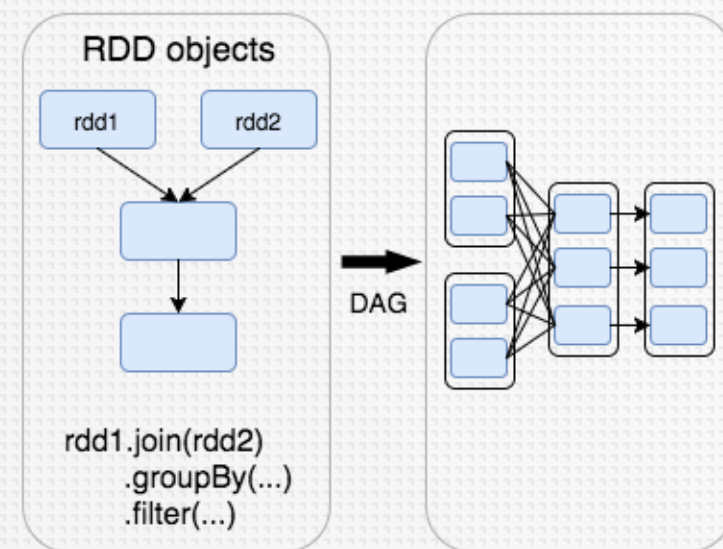 RDD objects
rdd1
rdd2
DAG
rdd1.join(rdd2)
.groupBy(...)
.filter(...)